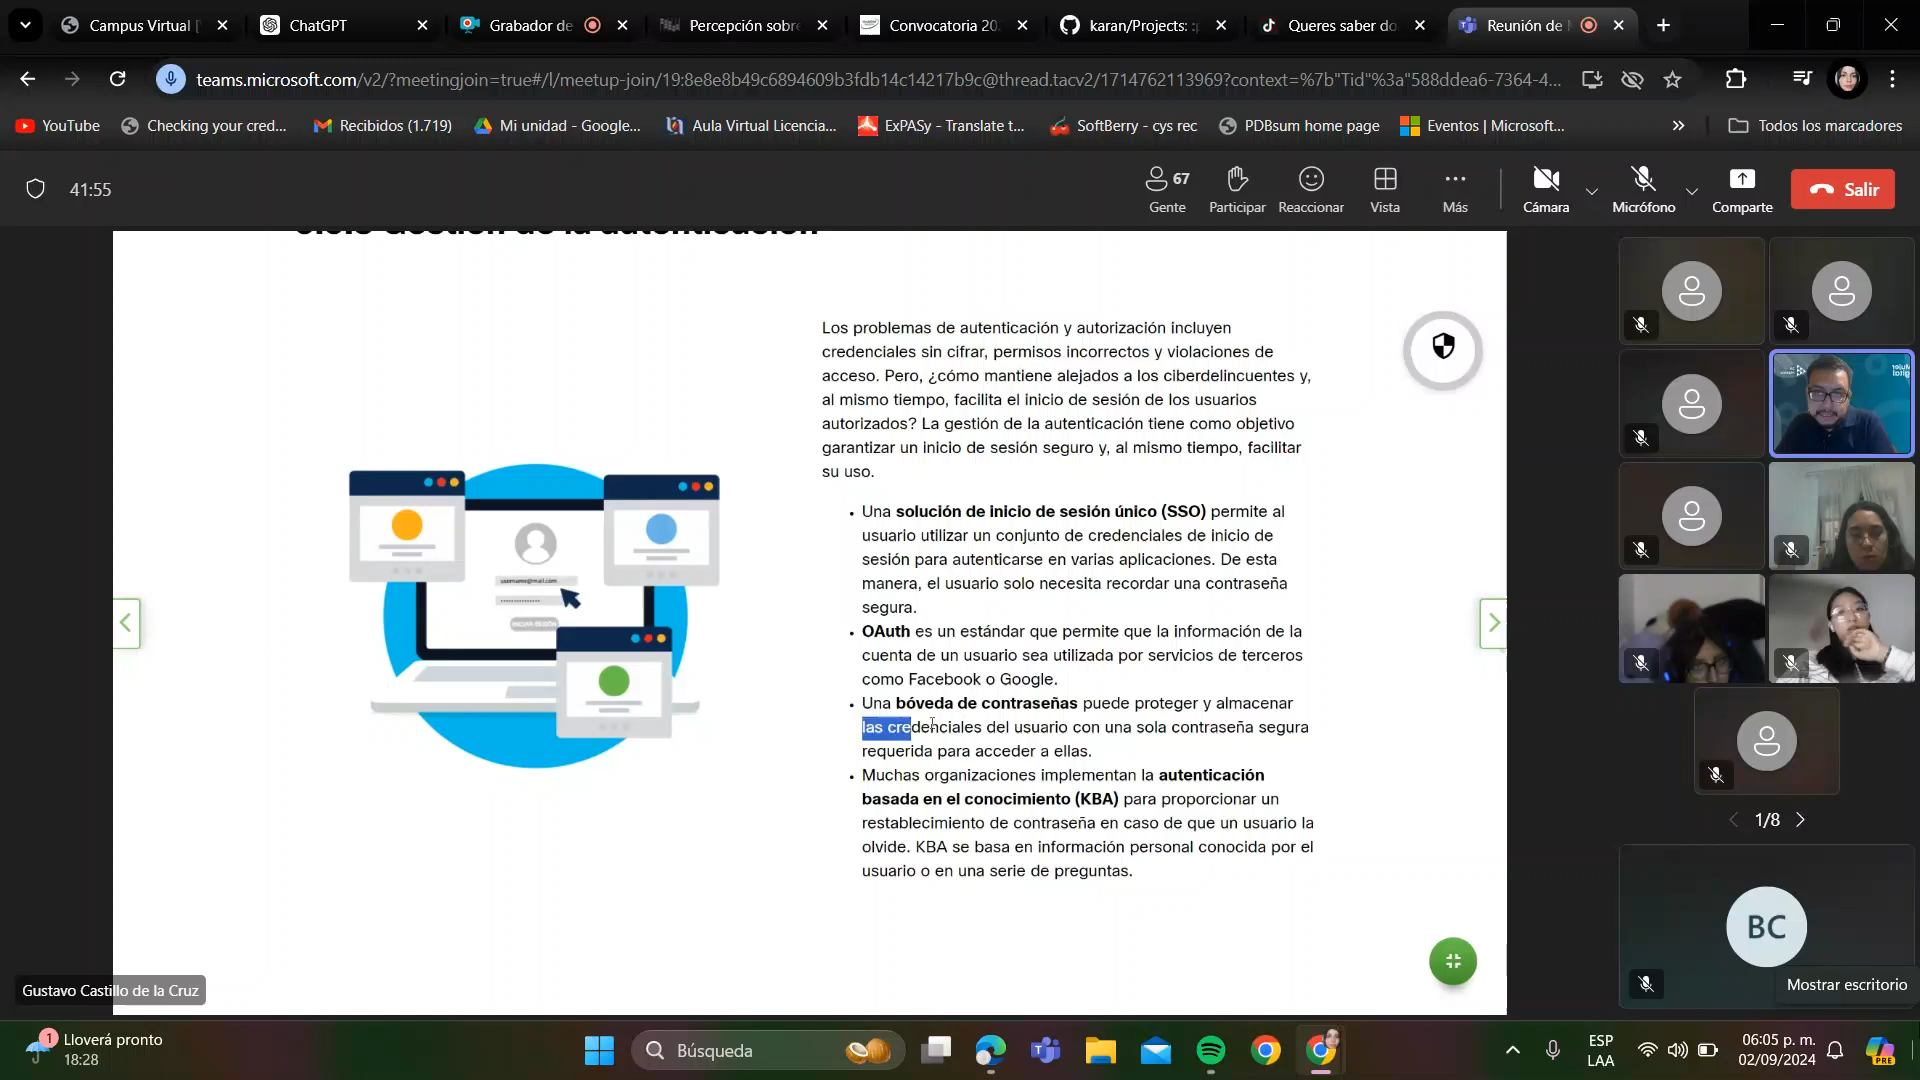 Campus Virtual
ChatGPT
Grabador de
Percepción sobre
Convocatoria 202
karan/Projects: :p
Queres saber do
Reunión de
teams.microsoft.com/v2/?meetingjoin=true#/l/meetup-join/19:8e8e8b49c6894609b3fdb14c14217b9c@thread.tacv2/1714762113969?context=%7b"Tid"%3a"588ddea6-7364-4...
YouTube
Checking your cred...
Recibidos (1.719)
Mi unidad - Google...
Aula Virtual Licencia...
ExPASy - Translate t...
SoftBerry - cys rec
PDBsum home page
Eventos | Microsoft...
»
Todos los marcadores
41:55
67
Gente
Participar
Reaccionar
Vista
Más
Cámara
Micrófono
Comparte
Salir
Gestión de la autenticación
Los problemas de autenticación y autorización incluyen
credenciales sin cifrar, permisos incorrectos y violaciones de
acceso. Pero, ¿cómo mantiene alejados a los ciberdelincuentes y,
al mismo tiempo, facilita el inicio de sesión de los usuarios
autorizados? La gestión de la autenticación tiene como objetivo
garantizar un inicio de sesión seguro y, al mismo tiempo, facilitar
su uso.
• Una solución de inicio de sesión único (SSO) permite al
usuario utilizar un conjunto de credenciales de inicio de
sesión para autenticarse en varias aplicaciones. De esta
manera, el usuario solo necesita recordar una contraseña
segura.
• OAuth es un estándar que permite que la información de la
cuenta de un usuario sea utilizada por servicios de terceros
como Facebook o Google.
• Una bóveda de contraseñas puede proteger y almacenar
las credenciales del usuario con una sola contraseña segura
requerida para acceder a ellas.
• Muchas organizaciones implementan la autenticación
basada en el conocimiento (KBA) para proporcionar un
restablecimiento de contraseña en caso de que un usuario la
olvide. KBA se basa en información personal conocida por el
usuario o en una serie de preguntas.
username@mail.com
INICIAR SESIÓN
Mujer
Digital
1/8
BC
Mostrar escritorio
Gustavo Castillo de la Cruz
1
Lloverá pronto
18:28
Búsqueda
ESP
LAA
06:05 p. m.
02/09/2024
PRE